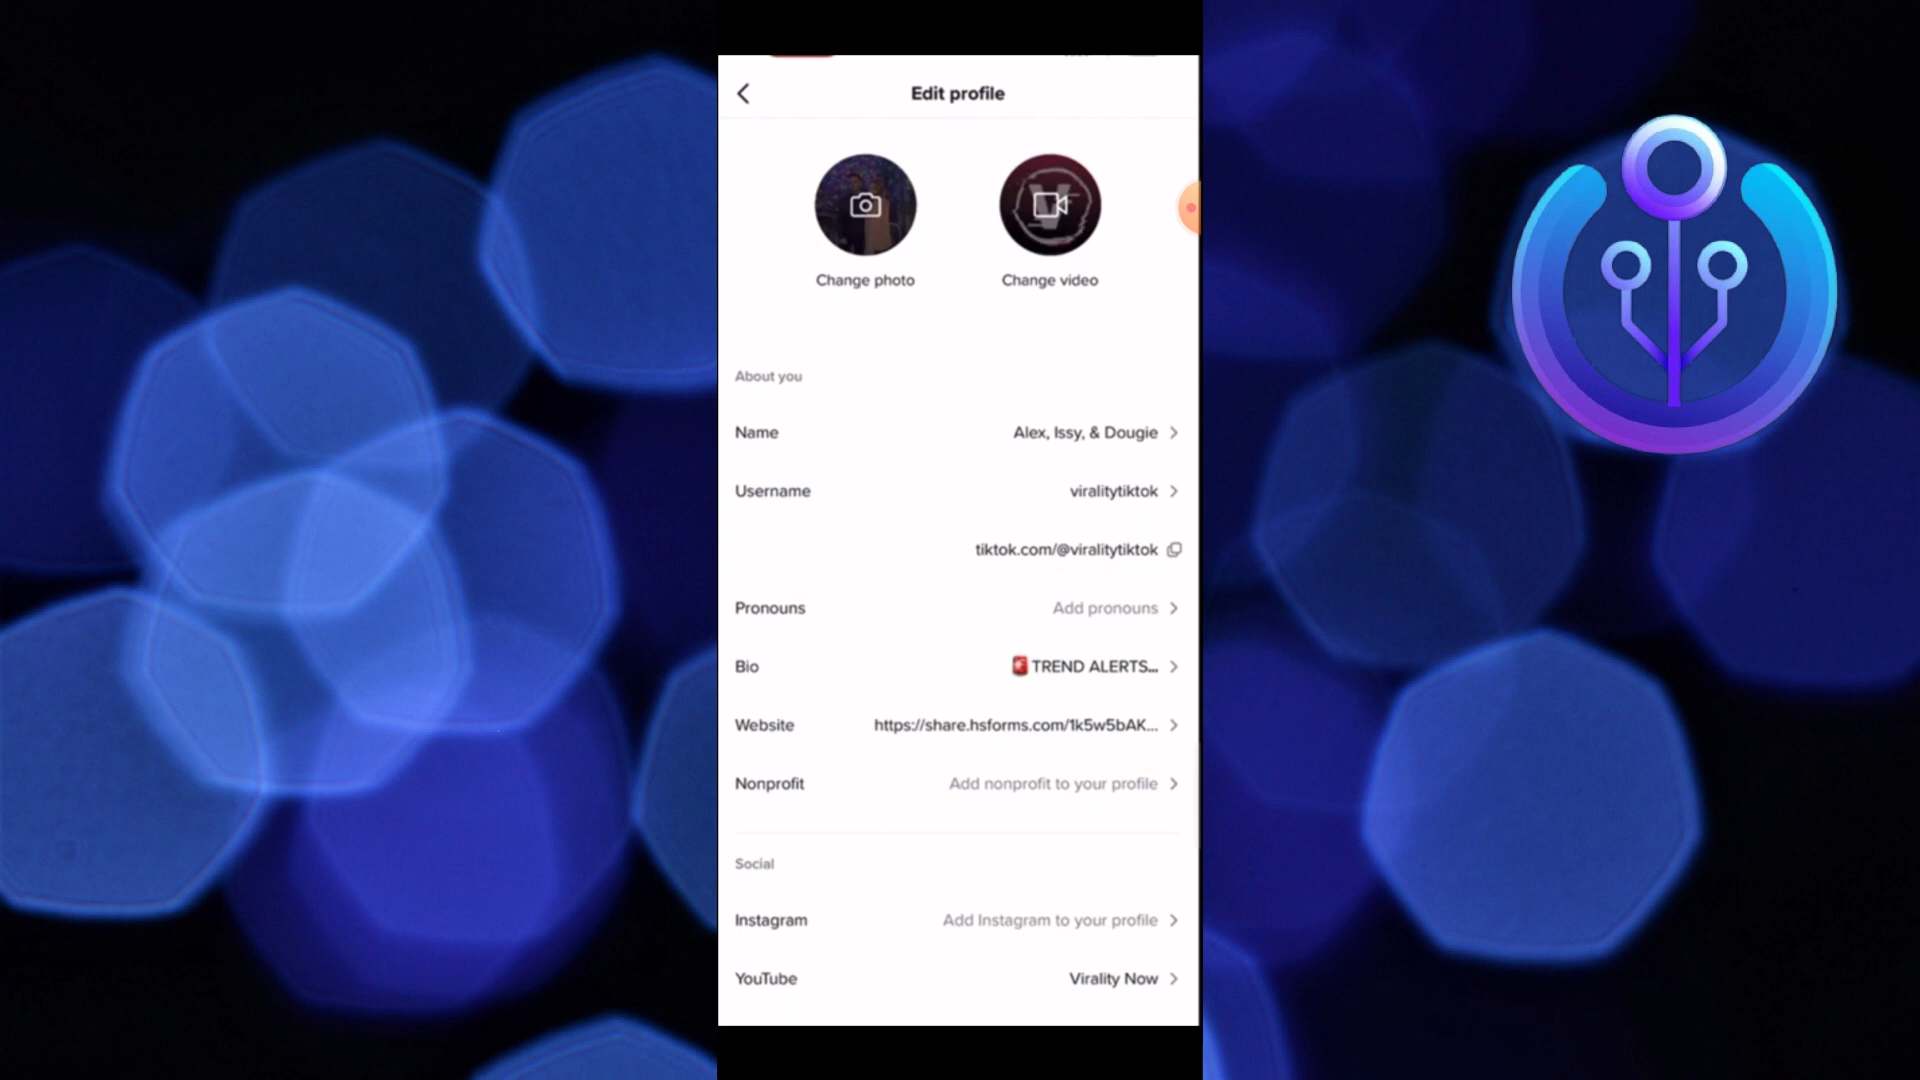 Edit profile
Change photo
Change video
About you
Name
Alex, Issy, & Dougie
Username
viralitytiktok
tiktok.com/@viralitytiktok
Pronouns
Add pronouns
Bio
🚨 TREND ALERTS...
Website
https://share.hsforms.com/1k5w5bAK...
Nonprofit
Add nonprofit to your profile
Social
Instagram
Add Instagram to your profile
YouTube
Virality Now